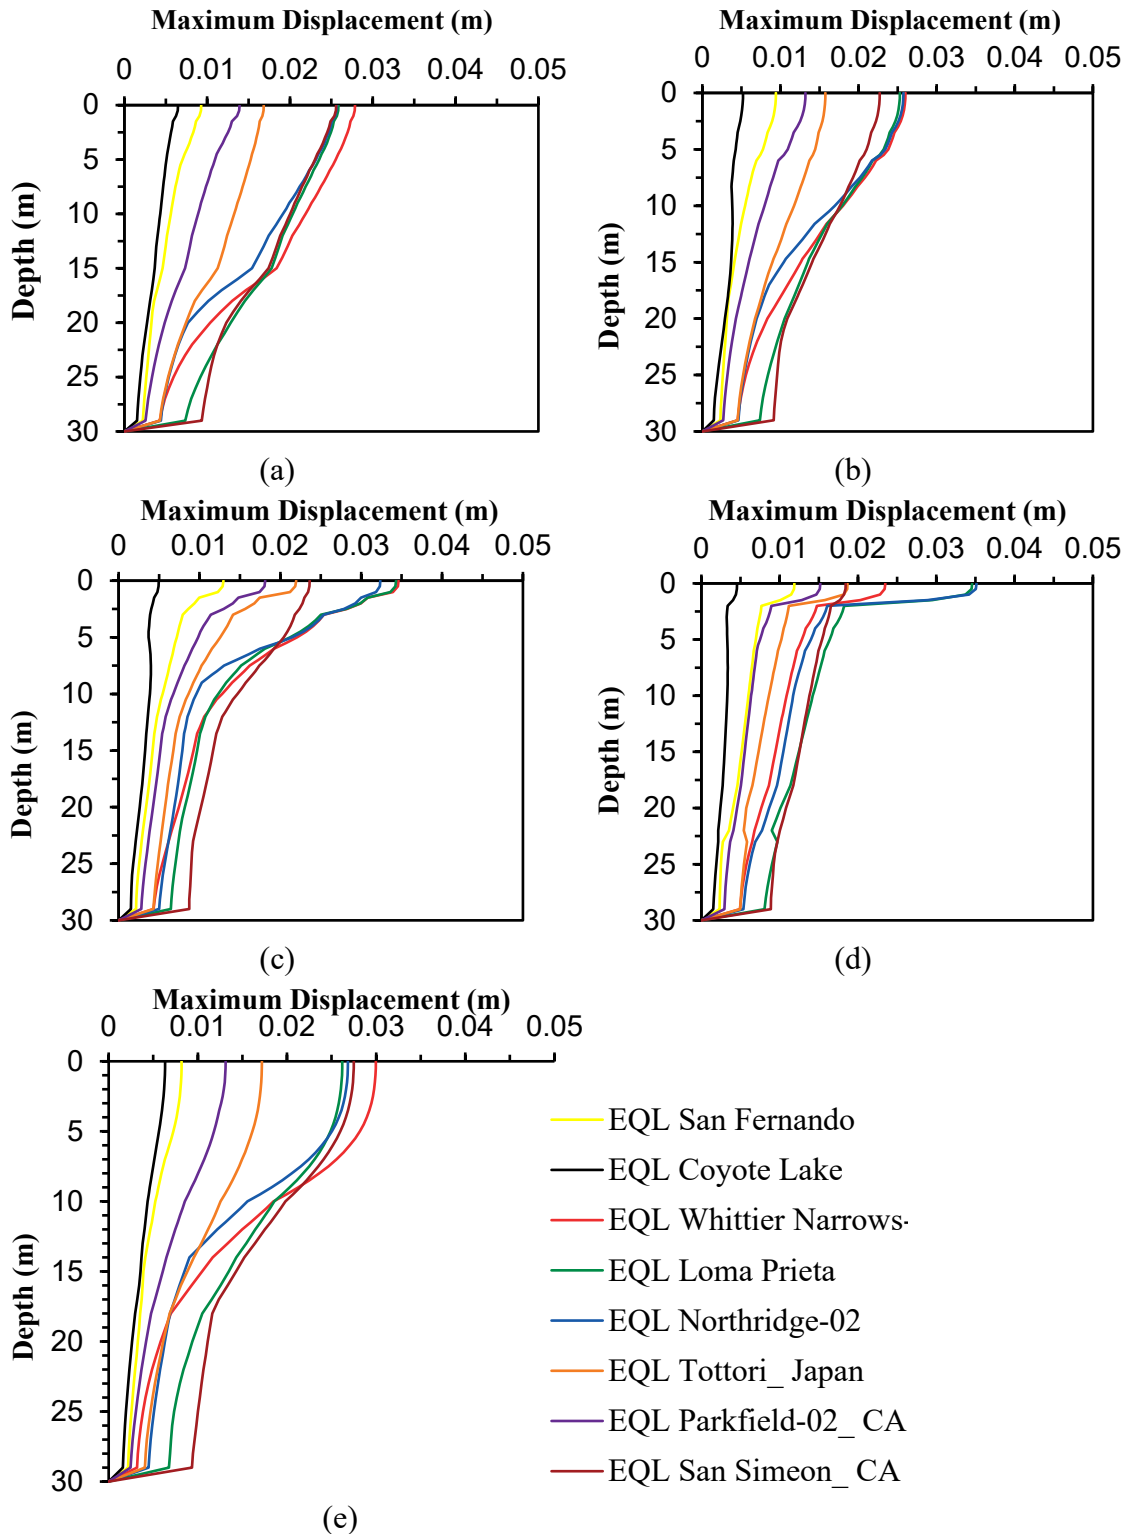 Maximum Displacement (m)
0 0.01 0.02 0.03 0.04 0.05
0
5
10
15
20
25
30
Depth (m)
(a)
Maximum Displacement (m)
0 0.01 0.02 0.03 0.04 0.05
0
5
10
15
20
25
30
Depth (m)
(b)
Maximum Displacement (m)
0 0.01 0.02 0.03 0.04 0.05
0
5
10
15
20
25
30
Depth (m)
(c)
Maximum Displacement (m)
0 0.01 0.02 0.03 0.04 0.05
0
5
10
15
20
25
30
Depth (m)
(d)
Maximum Displacement (m)
0 0.01 0.02 0.03 0.04 0.05
0
5
10
15
20
25
30
Depth (m)
(e)
EQL San Fernando
EQL Coyote Lake
EQL Whittier Narrows-
EQL Loma Prieta
EQL Northridge-02
EQL Tottori_ Japan
EQL Parkfield-02_ CA
EQL San Simeon_ CA